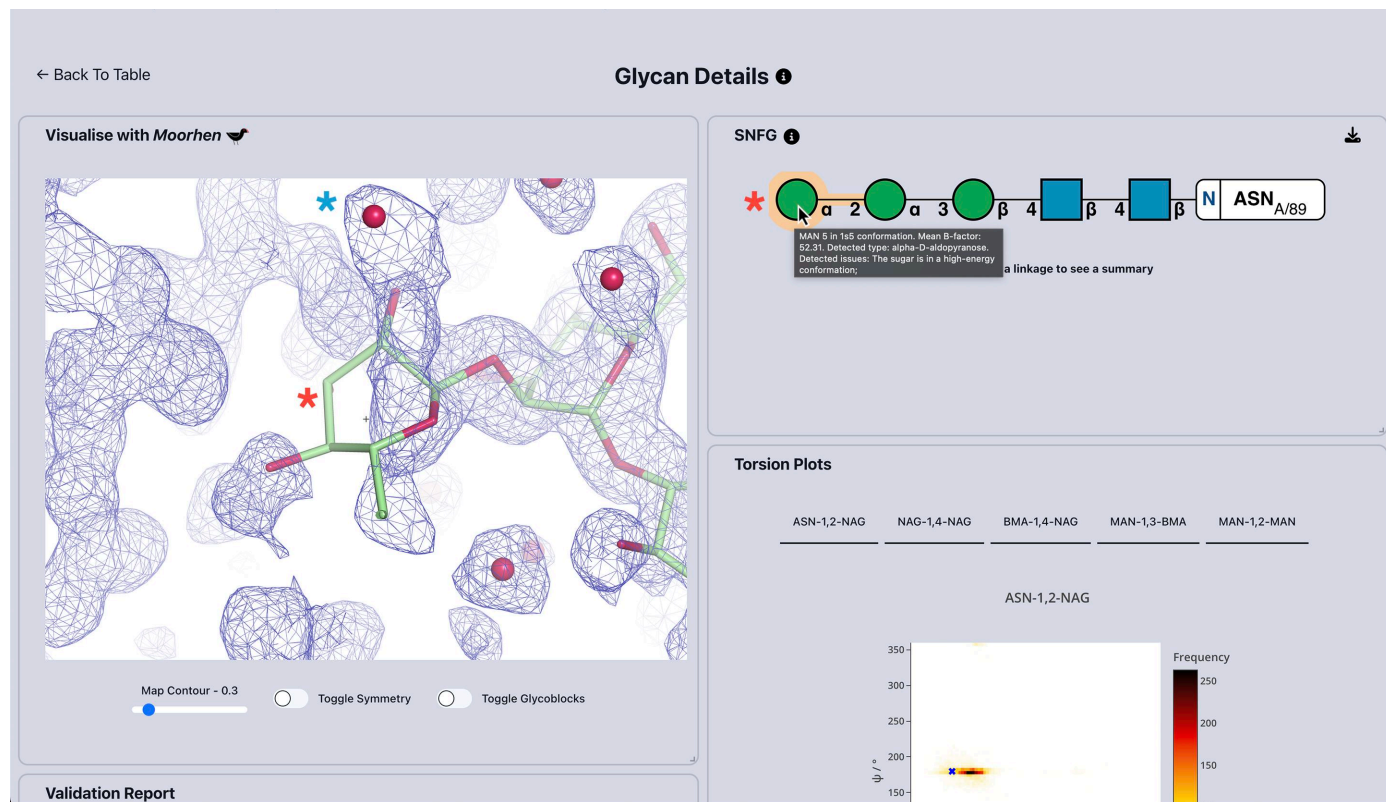 ← Back To Table
Glycan Details
Visualise with Moorhen
Map Contour - 0.3
Toggle Symmetry
Toggle Glycoblocks
Validation Report
SNFG
* α 2 α 3 β 4 β 4 β N ASN A/89
MAN 5 in 1s5 conformation. Mean B-factor:
52.31. Detected type: alpha-D-aldopyranose.
Detected issues: The sugar is in a high-energy
conformation;
a linkage to see a summary
Torsion Plots
ASN-1,2-NAG NAG-1,4-NAG BMA-1,4-NAG MAN-1,3-BMA MAN-1,2-MAN
ASN-1,2-NAG
350
300
250
200
150
ψ / °
Frequency
250
200
150